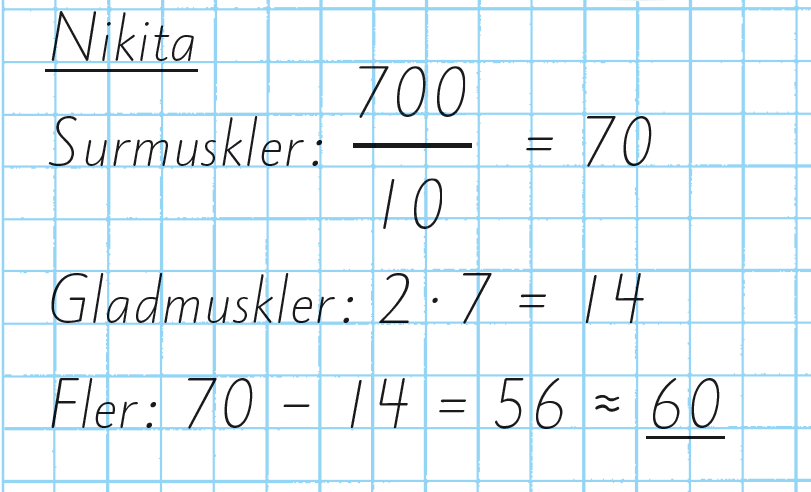 Nikita
Surmuskler: 700/10 = 70
Gladmuskler: 2 · 7 = 14
Fler: 70 – 14 = 56 ≈ 60